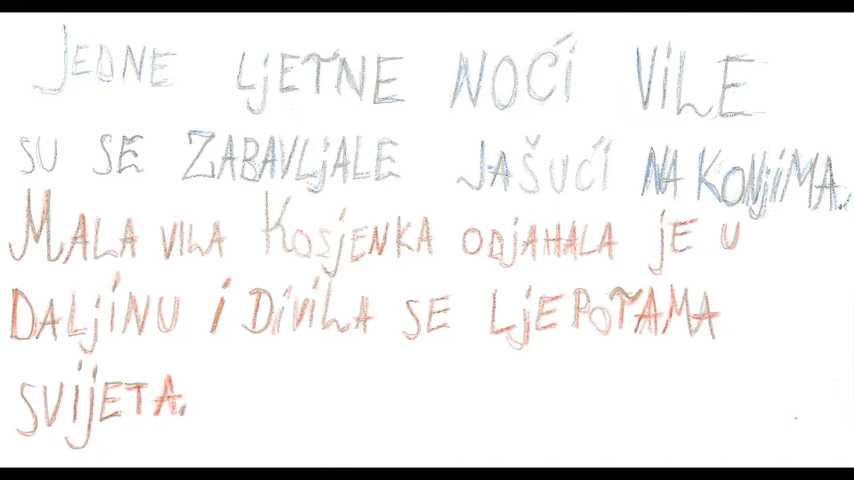 JEDNE LJETNE NOĆI VILE
SU SE ZABAVLJALE JAŠUĆI NA KONJIMA.
MALA VILA KOSJENKA ODJAHALA JE U
DALJINU I DIVILA SE LJEPOTAMA
SVIJETA.